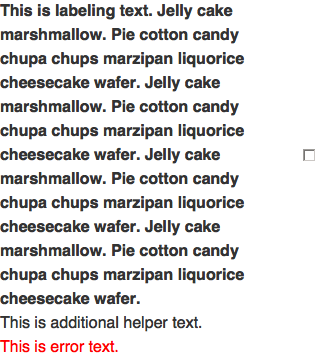 This is labeling text. Jelly cake
marshmallow. Pie cotton candy
chupa chups marzipan liquorice
cheesecake wafer. Jelly cake
marshmallow. Pie cotton candy
chupa chups marzipan liquorice
cheesecake wafer. Jelly cake
marshmallow. Pie cotton candy
chupa chups marzipan liquorice
cheesecake wafer. Jelly cake
marshmallow. Pie cotton candy
chupa chups marzipan liquorice
cheesecake wafer.
This is additional helper text.
This is error text.